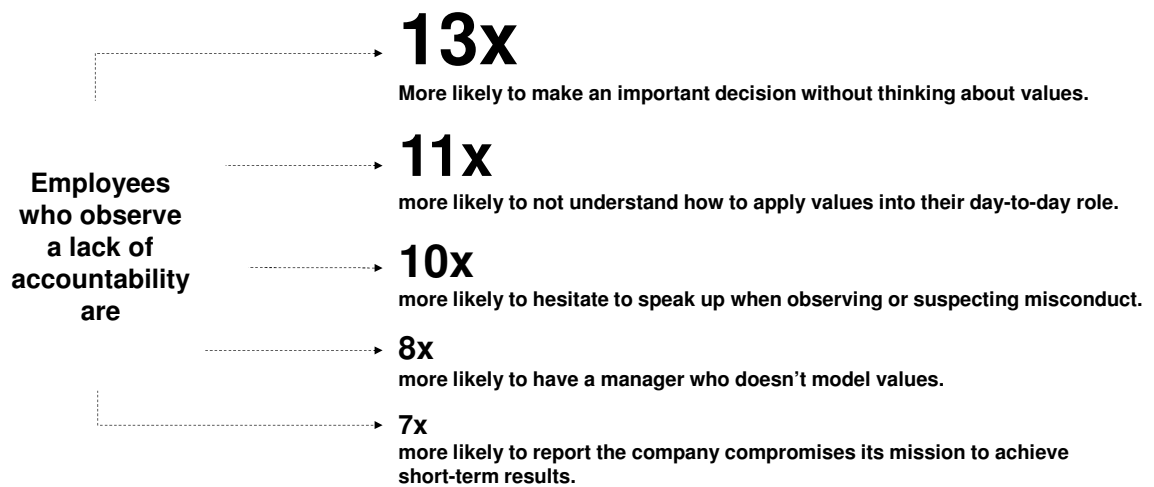 Employees
who observe
a lack of
accountability
are
13x
More likely to make an important decision without thinking about values.
11x
more likely to not understand how to apply values into their day-to-day role.
10x
more likely to hesitate to speak up when observing or suspecting misconduct.
8x
more likely to have a manager who doesn’t model values.
7x
more likely to report the company compromises its mission to achieve
short-term results.